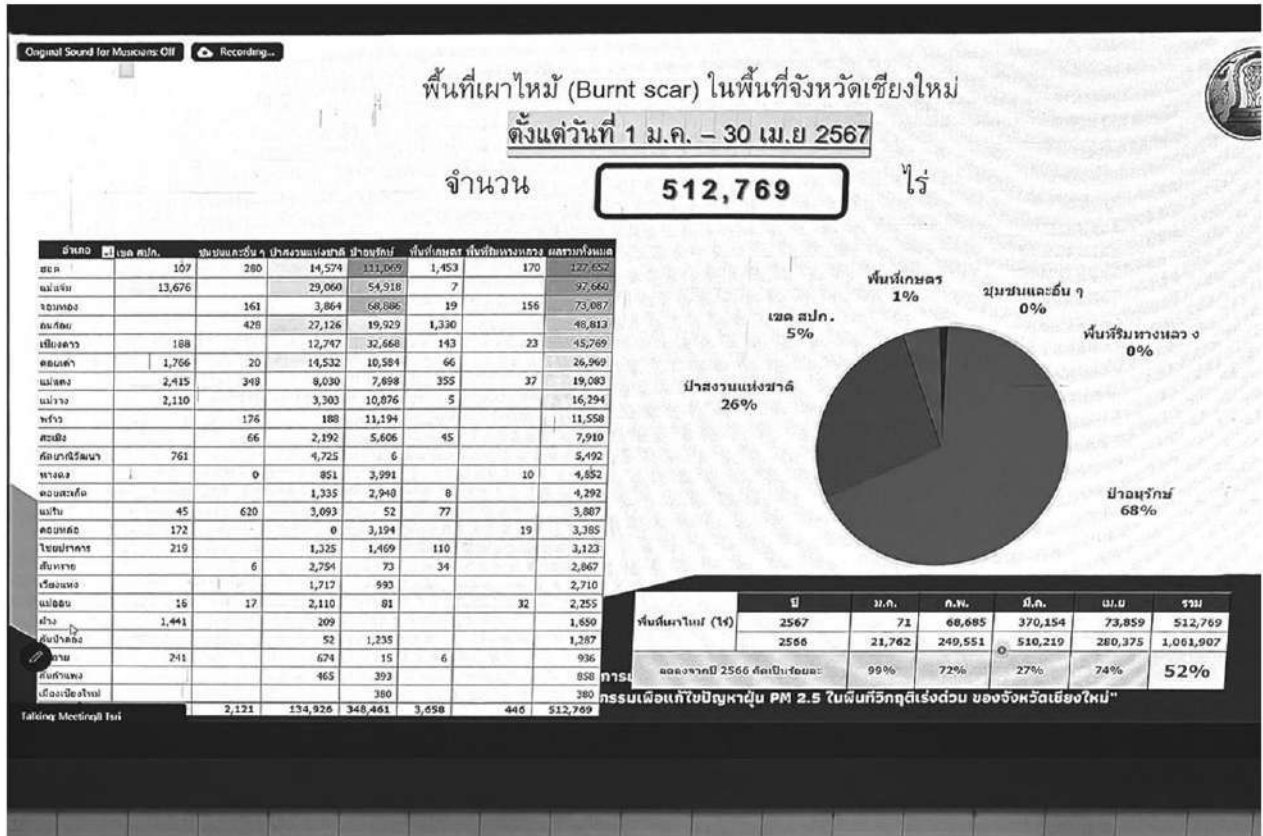 Original Sound for Musicians: Off Recording...
พื้นที่เผาไหม้ (Burnt scar) ในพื้นที่จังหวัดเชียงใหม่
ตั้งแต่วันที่ 1 ม.ค. – 30 เม.ย 2567
จำนวน 512,769 ไร่
อำเภอ เขต สปก. ชุมชนและอื่น ๆ ป่าสงวนแห่งชาติ ป่าอนุรักษ์ พื้นที่เกษตร พื้นที่ริมทางหลวง ผลรวมทั้งหมด
ฮอด 107 280 14,574 111,069 1,453 170 127,652
แม่แจ่ม 13,676 29,060 54,918 7 97,660
จอมทอง 161 3,864 68,886 19 156 73,087
อมก๋อย 428 27,126 19,929 1,330 48,813
เชียงดาว 188 12,747 32,668 143 23 45,769
ดอยเต่า 1,766 20 14,532 10,584 66 26,969
แม่แตง 2,415 348 8,030 7,898 355 37 19,083
แม่วาง 2,110 3,303 10,876 5 16,294
พร้าว 176 188 11,194 11,558
สะเมิง 66 2,192 5,606 45 7,910
กัลยาณิวัฒนา 761 4,725 6 5,492
หางดง 0 851 3,991 10 4,852
ดอยสะเก็ด 1,335 2,948 8 4,292
แม่ริม 45 620 3,093 52 77 3,887
ดอยหล่อ 172 0 3,194 19 3,385
ไชยปราการ 219 1,325 1,469 110 3,123
สันทราย 6 2,754 73 34 2,867
เวียงแหง 1,717 993 2,710
แม่ออน 16 17 2,110 81 32 2,255
ฝาง 1,441 209 1,650
สันป่าตอง 52 1,235 1,287
241 674 15 6 936
สันกำแพง 465 393 858
เมืองเชียงใหม่ 380 380
2,121 134,926 348,461 3,658 446 512,769
Talking: Meeting8
พื้นที่เกษตร
1%
ชุมชนและอื่น ๆ
0%
เขต สปก.
5%
พื้นที่ริมทางหลวง
0%
ป่าสงวนแห่งชาติ
26%
ป่าอนุรักษ์
68%
ปี ม.ค. ก.พ. มี.ค. เม.ย รวม
พื้นที่เผาไหม้ (ไร่) 2567 71 68,685 370,154 73,859 512,769
2566 21,762 249,551 510,219 280,375 1,061,907
ลดลงจากปี 2566 คิดเป็นร้อยละ 99% 72% 27% 74% 52%
กรรมเพื่อแก้ไขปัญหาฝุ่น PM 2.5 ในพื้นที่วิกฤติเร่งด่วน ของจังหวัดเชียงใหม่"